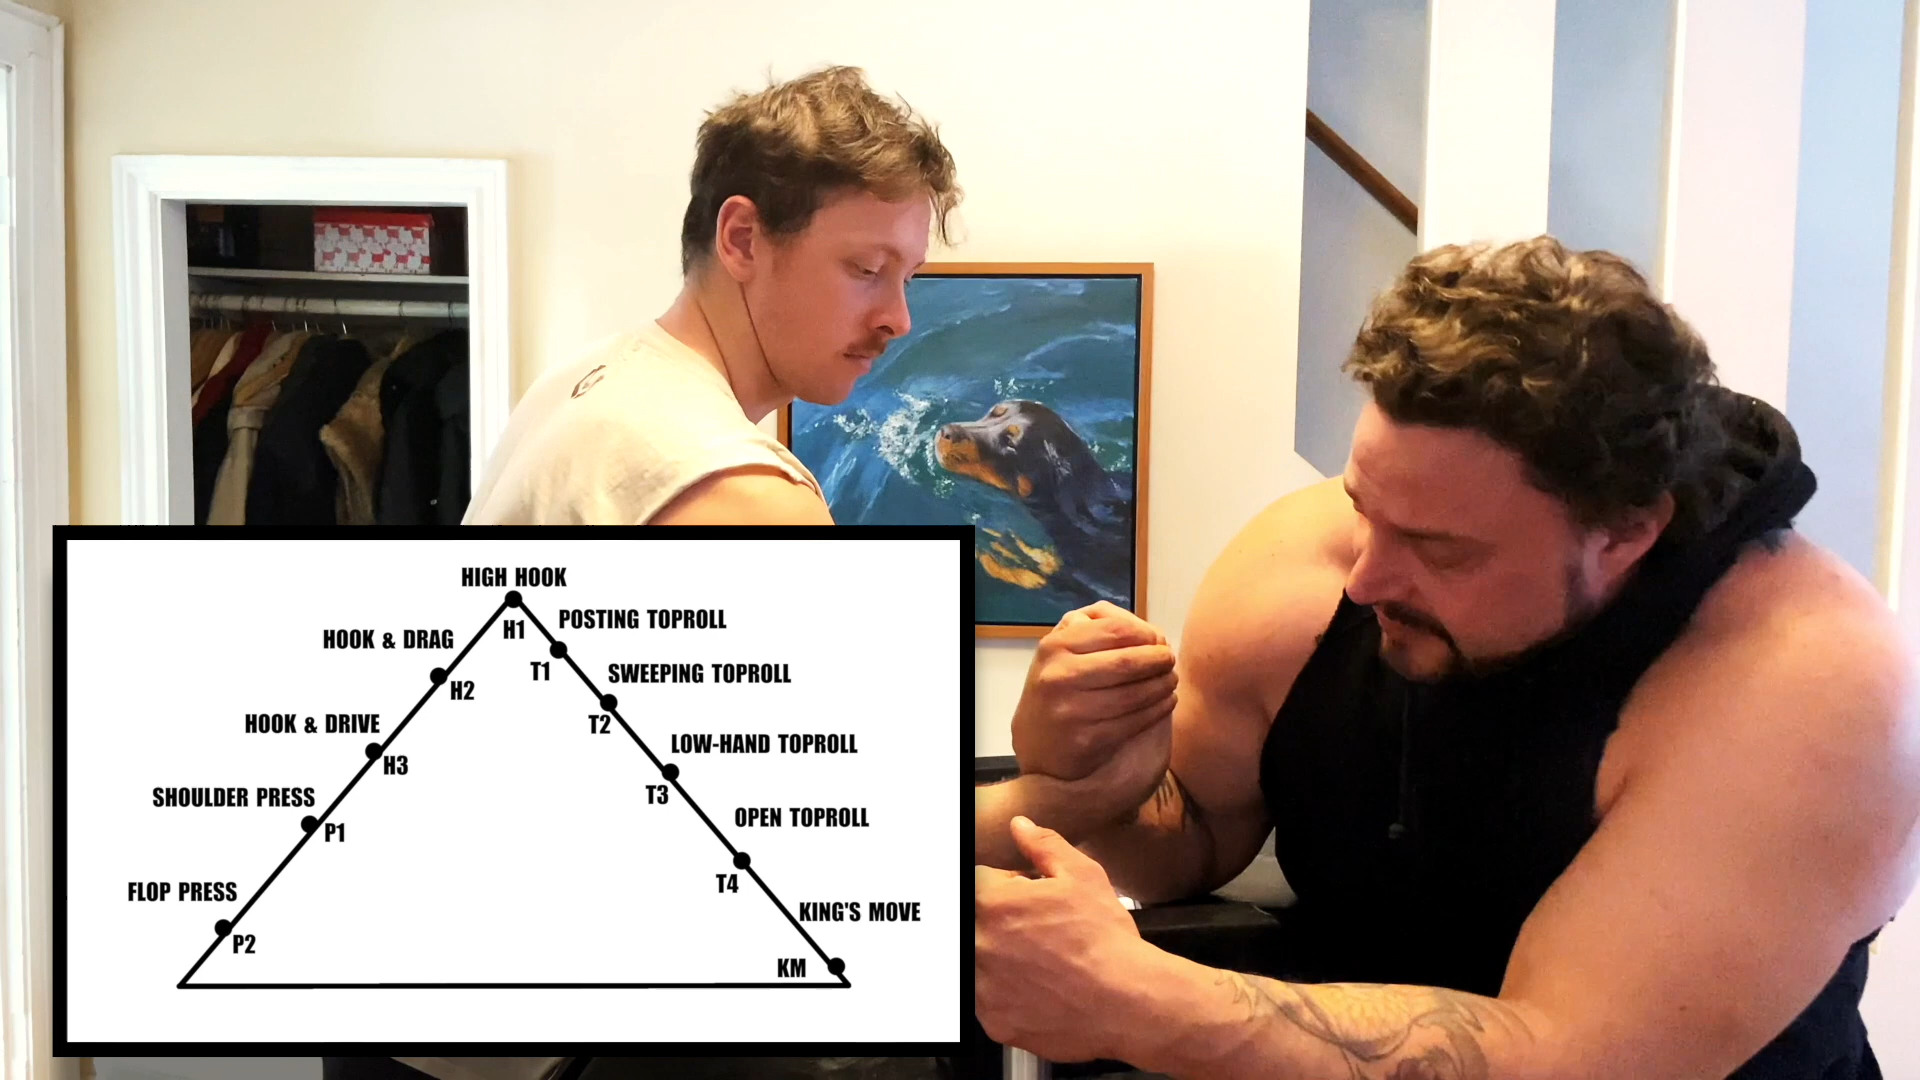 HIGH HOOK
H1
POSTING TOPROLL
T1
HOOK & DRAG
H2
SWEEPING TOPROLL
T2
HOOK & DRIVE
H3
LOW-HAND TOPROLL
T3
SHOULDER PRESS
P1
OPEN TOPROLL
T4
FLOP PRESS
P2
KING'S MOVE
KM